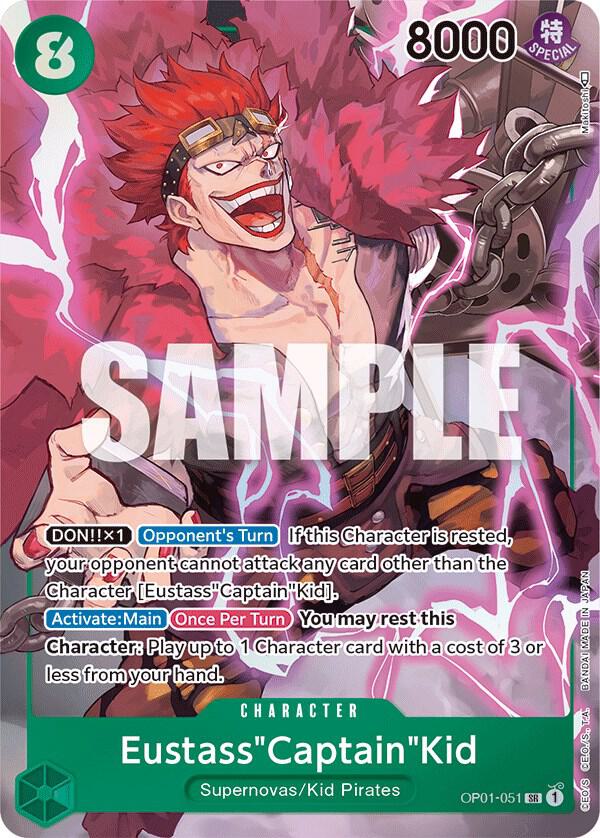 8
8000
特
SPECIAL
Makitoshi
SAMPLE
DON!!×1 Opponent's Turn If this Character is rested,
your opponent cannot attack any card other than the
Character [Eustass"Captain"Kid].
Activate:Main Once Per Turn You may rest this
Character: Play up to 1 Character card with a cost of 3 or
less from your hand.
CHARACTER
Eustass"Captain"Kid
Supernovas/Kid Pirates
OP01-051 SR 1
©E.O/S. ©E.O./S., T.A. BANDAI MADE IN JAPAN